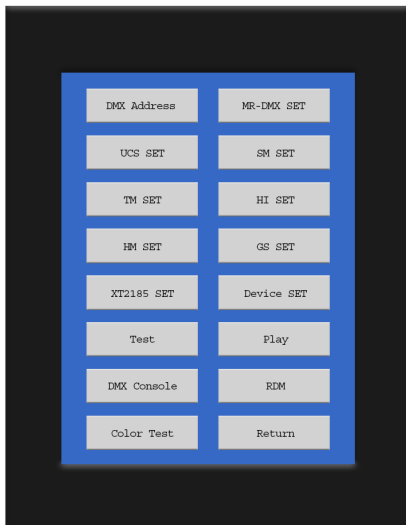 DMX Address MR-DMX SET
UCS SET SM SET
TM SET HI SET
HM SET GS SET
XT2185 SET Device SET
Test Play
DMX Console RDM
Color Test Return